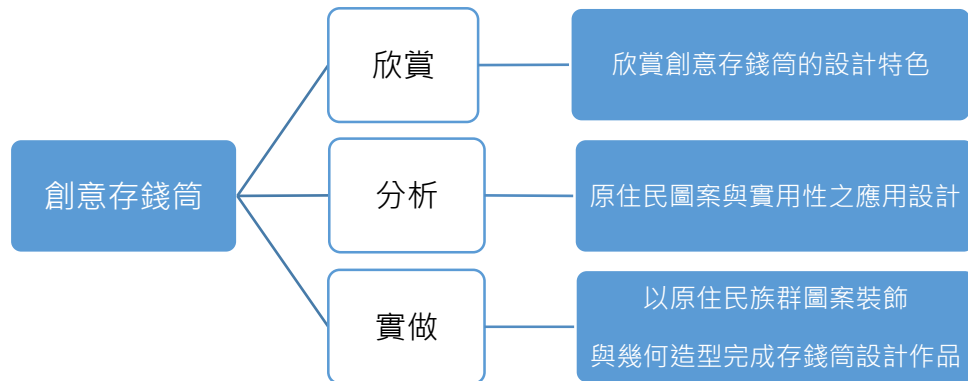 欣賞
欣賞創意存錢筒的設計特色
創意存錢筒
分析
原住民圖案與實用性之應用設計
實做
以原住民族群圖案裝飾
與幾何造型完成存錢筒設計作品